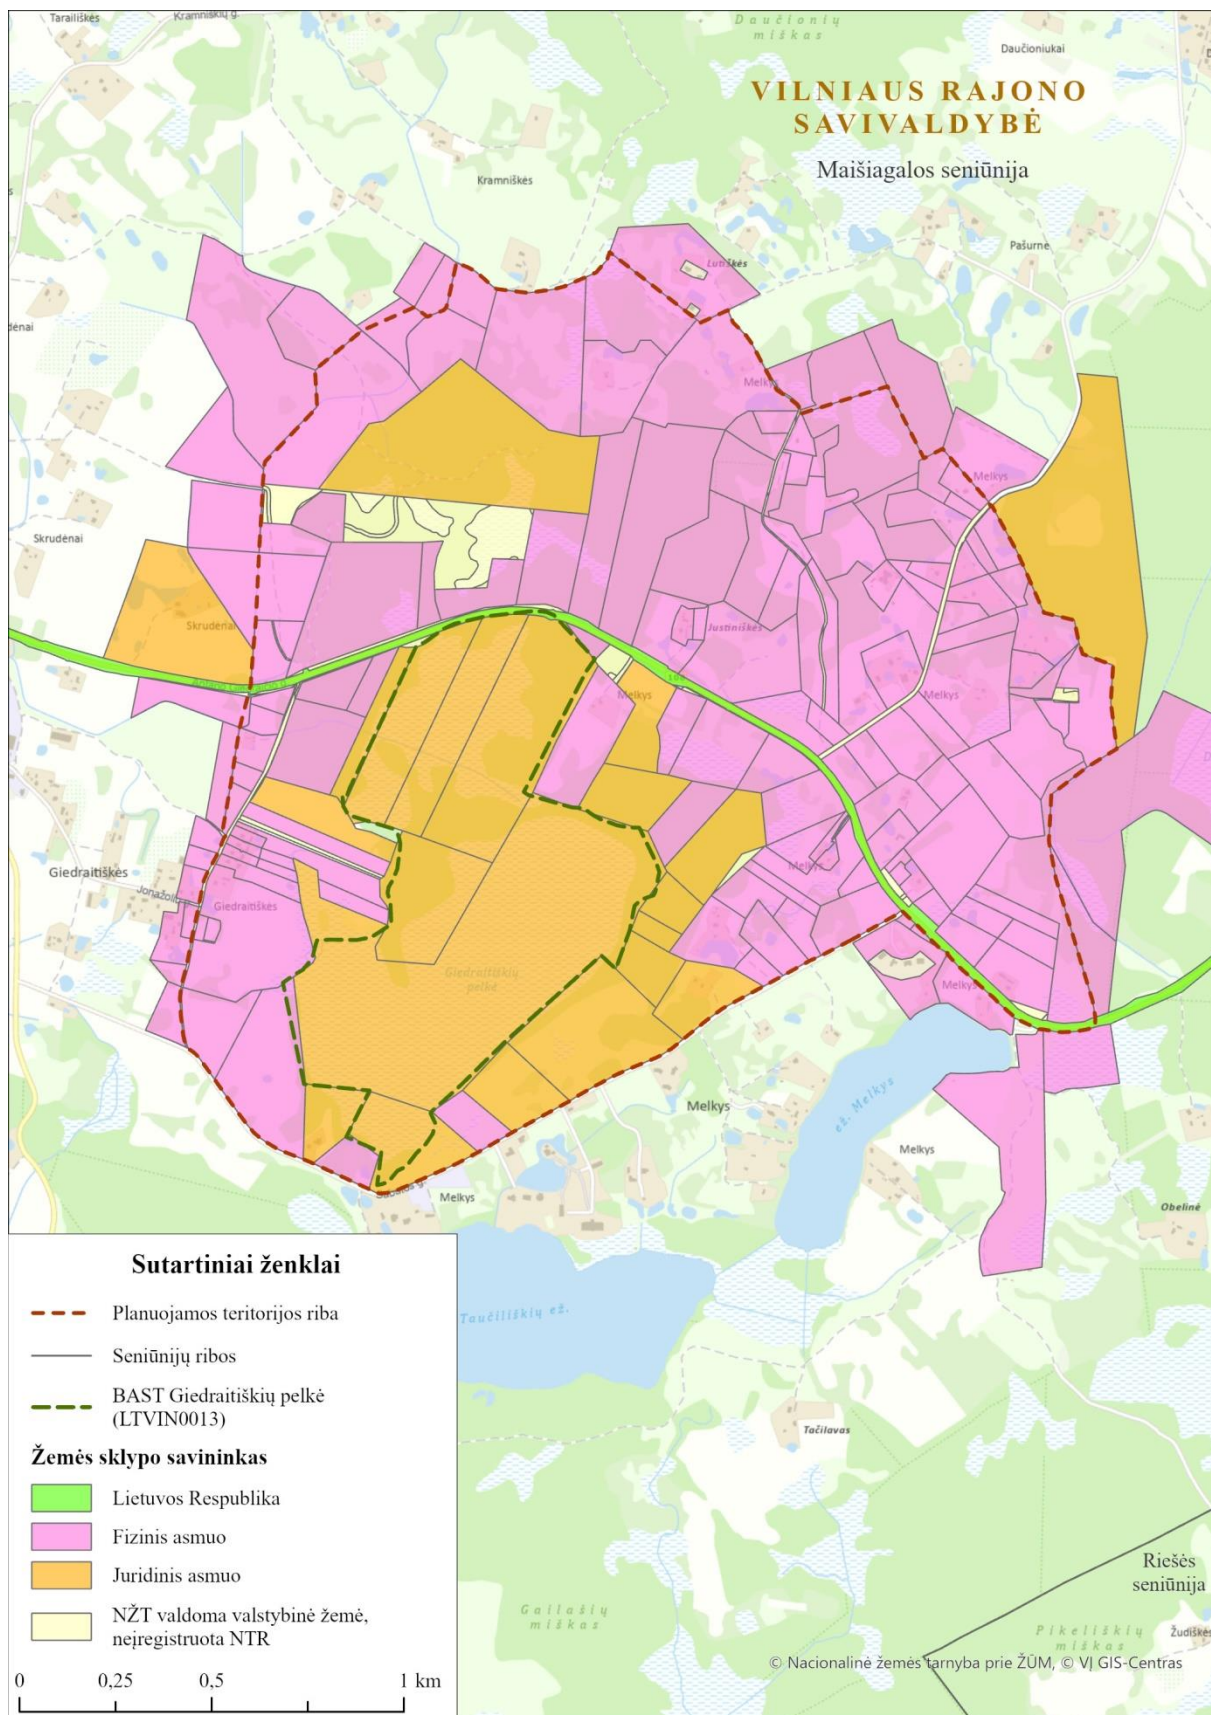 Tarailiškės
Kramniškių g.
Daučionių
miškas
Daučioniukai
VILNIAUS RAJONO
SAVIVALDYBĖ
Maišiagalos seniūnija
Kramniškės
Pašurne
Lutiškės
ėnai
Melkys
Melkys
Skrudėnai
Skrudėnai
Justiniškės
Melkys
Melkys
108
Melkys
Giedraitiškės
Giedraitiškės
Giedraitiškių
pelkė
Melkys
Melkys
ež. Melkys
Melkys
Melkys
Obelinė
Taučiliškių ež.
Tačilavas
Gailašių
miškas
Riešės
seniūnija
Pikeliškių
miškas
Žudiškės
Sutartiniai ženklai
Planuojamos teritorijos riba
Seniūnijų ribos
BAST Giedraitiškių pelkė
(LTVIN0013)
Žemės sklypo savininkas
Lietuvos Respublika
Fizinis asmuo
Juridinis asmuo
NŽT valdoma valstybinė žemė,
neįregistruota NTR
0 0,25 0,5 1 km
© Nacionalinė žemės tarnyba prie ŽŪM, © VĮ GIS-Centras